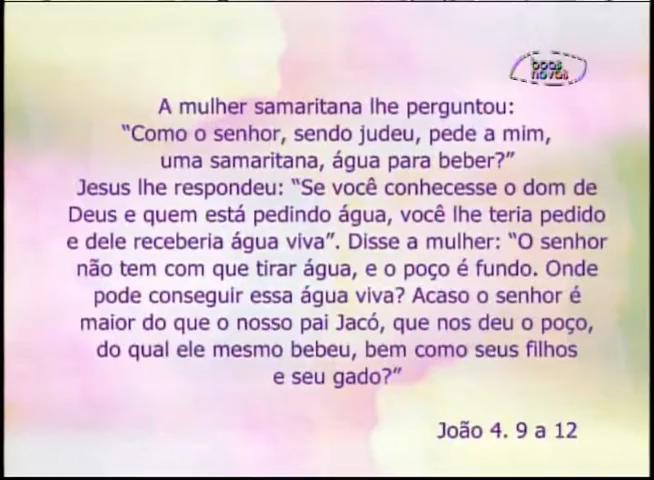 boas
novas
A mulher samaritana lhe perguntou:
“Como o senhor, sendo judeu, pede a mim,
uma samaritana, água para beber?”
Jesus lhe respondeu: “Se você conhecesse o dom de
Deus e quem está pedindo água, você lhe teria pedido
e dele receberia água viva”. Disse a mulher: “O senhor
não tem com que tirar água, e o poço é fundo. Onde
pode conseguir essa água viva? Acaso o senhor é
maior do que o nosso pai Jacó, que nos deu o poço,
do qual ele mesmo bebeu, bem como seus filhos
e seu gado?”
João 4. 9 a 12